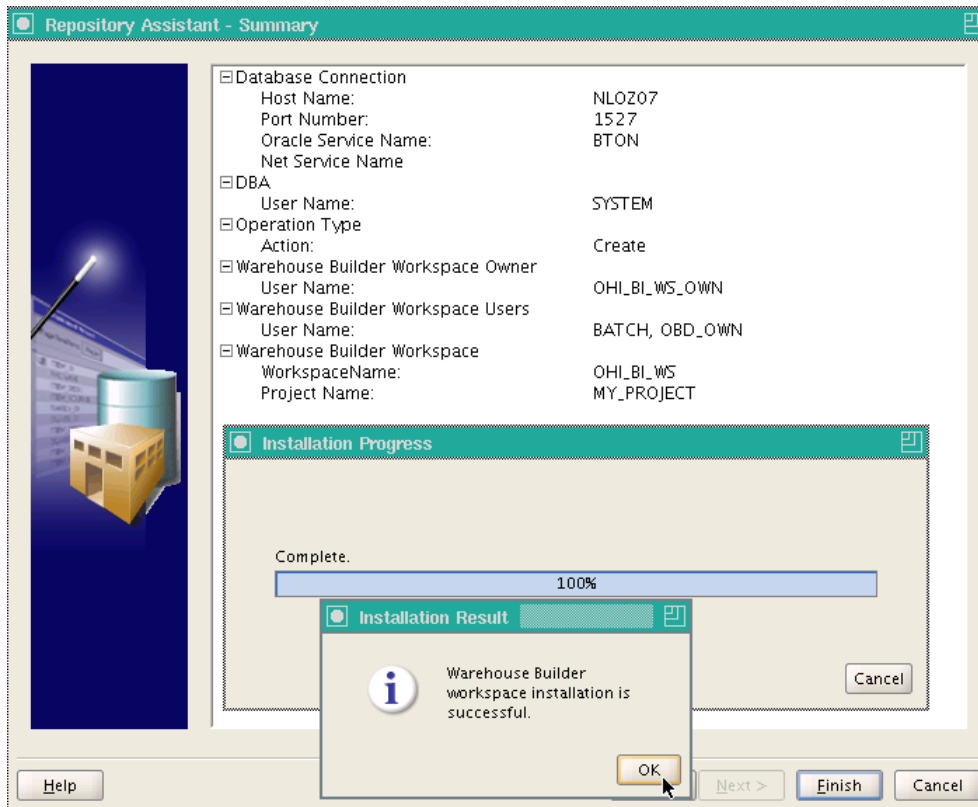 Repository Assistant - Summary
Database Connection
Host Name: NLOZ07
Port Number: 1527
Oracle Service Name: BTON
Net Service Name
DBA
User Name: SYSTEM
Operation Type
Action: Create
Warehouse Builder Workspace Owner
User Name: OHI_BI_WS_OWN
Warehouse Builder Workspace Users
User Name: BATCH, OBD_OWN
Warehouse Builder Workspace
WorkspaceName: OHI_BI_WS
Project Name: MY_PROJECT
Installation Progress
Complete.
100%
Installation Result
Warehouse Builder
workspace installation is
successful.
Cancel
OK
Help Next > Finish Cancel